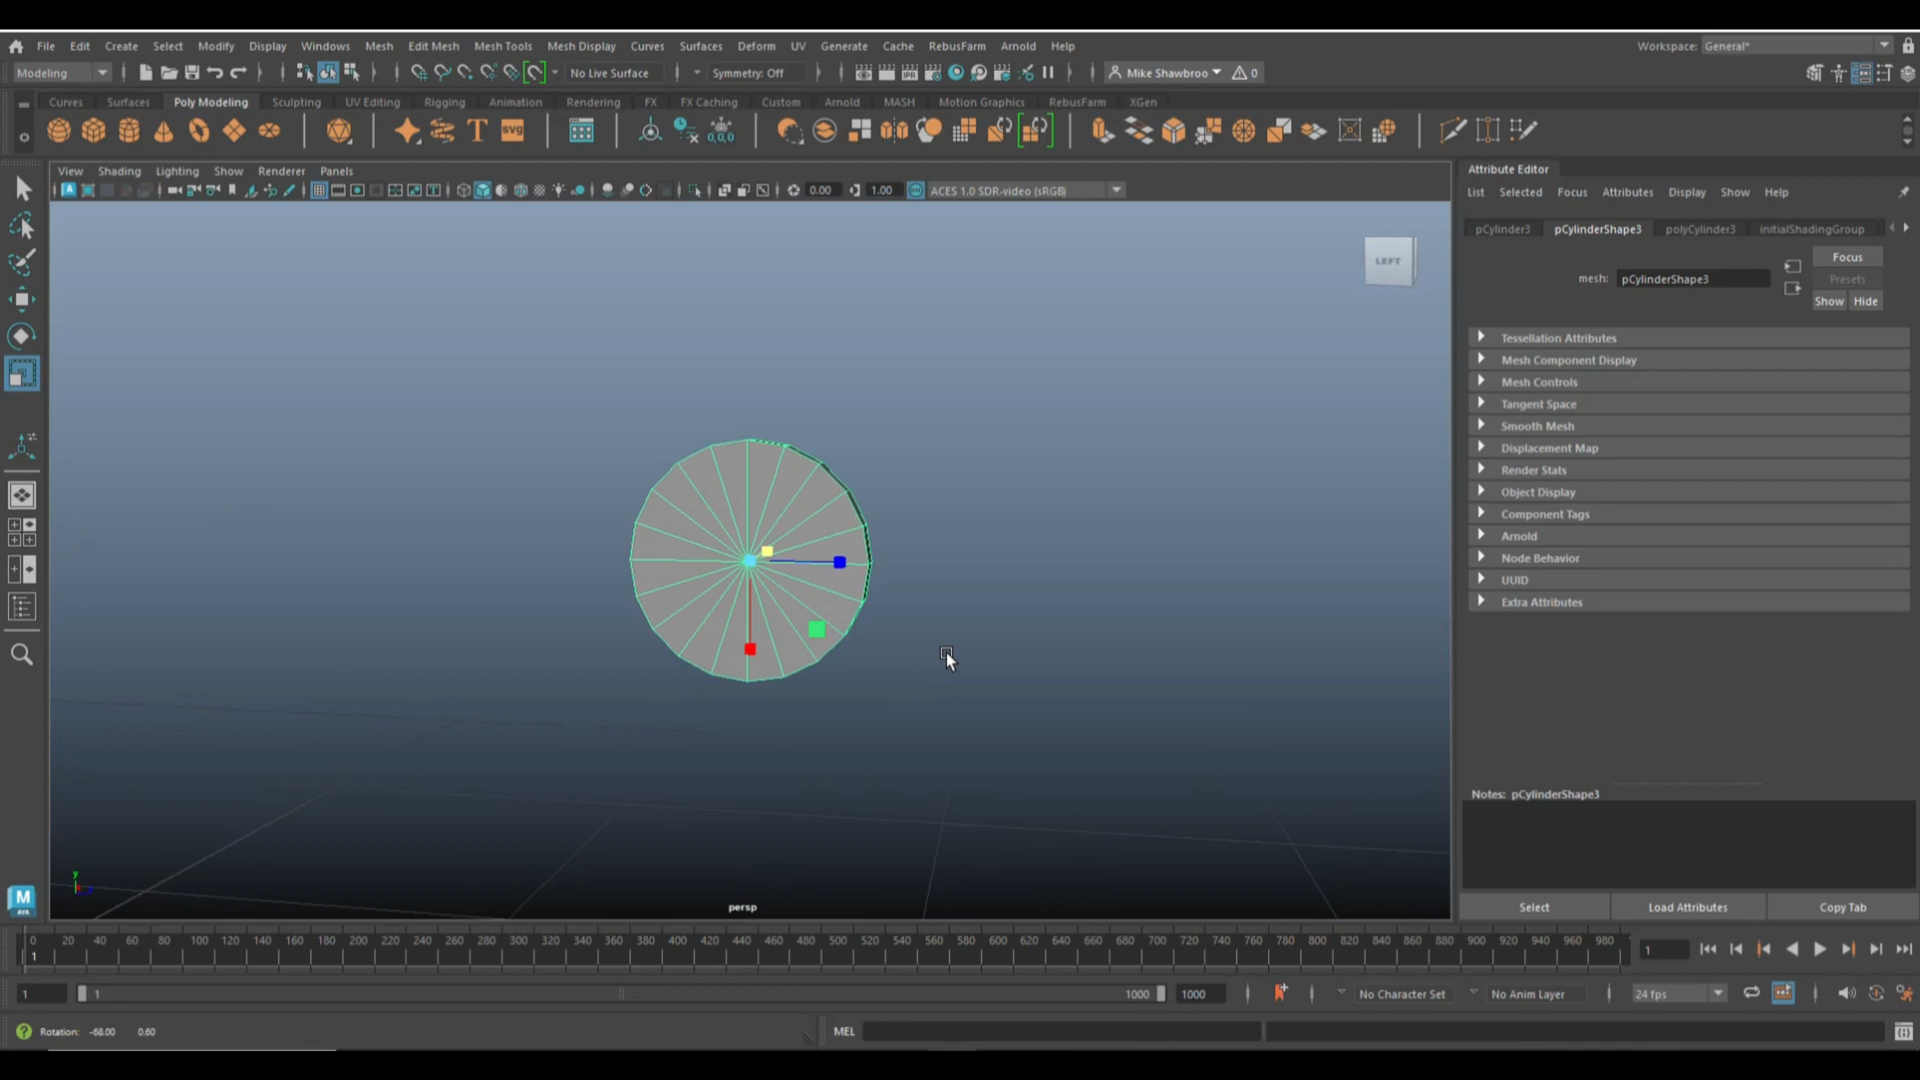 File Edit Create Select Modify Display Windows Mesh Edit Mesh Mesh Tools Mesh Display Curves Surfaces Deform UV Generate Cache RebusFarm Arnold Help Workspace: General*
Modeling No Live Surface Symmetry: Off IPR Mike Shawbroo 0
Curves Surfaces Poly Modeling Sculpting UV Editing Rigging Animation Rendering FX FX Caching Custom Arnold MASH Motion Graphics RebusFarm XGen
T SVG 0,0,0
View Shading Lighting Show Renderer Panels
0.00 1.00 ACES 1.0 SDR-video (sRGB)
LEFT
Attribute Editor
List Selected Focus Attributes Display Show Help
pCylinder3 pCylinderShape3 polyCylinder3 initialShadingGroup
Focus
mesh: pCylinderShape3 Presets
Show Hide
Tessellation Attributes
Mesh Component Display
Mesh Controls
Tangent Space
Smooth Mesh
Displacement Map
Render Stats
Object Display
Component Tags
Arnold
Node Behavior
UUID
Extra Attributes
Notes: pCylinderShape3
y
M
AYA
persp
Select Load Attributes Copy Tab
0 20 40 60 80 100 120 140 160 180 200 220 240 260 280 300 320 340 360 380 400 420 440 460 480 500 520 540 560 580 600 620 640 660 680 700 720 740 760 780 800 820 840 860 880 900 920 940 960 980
1 1
1 1 1000 1000 No Character Set No Anim Layer 24 fps
Rotation: -68.00 0.60 MEL